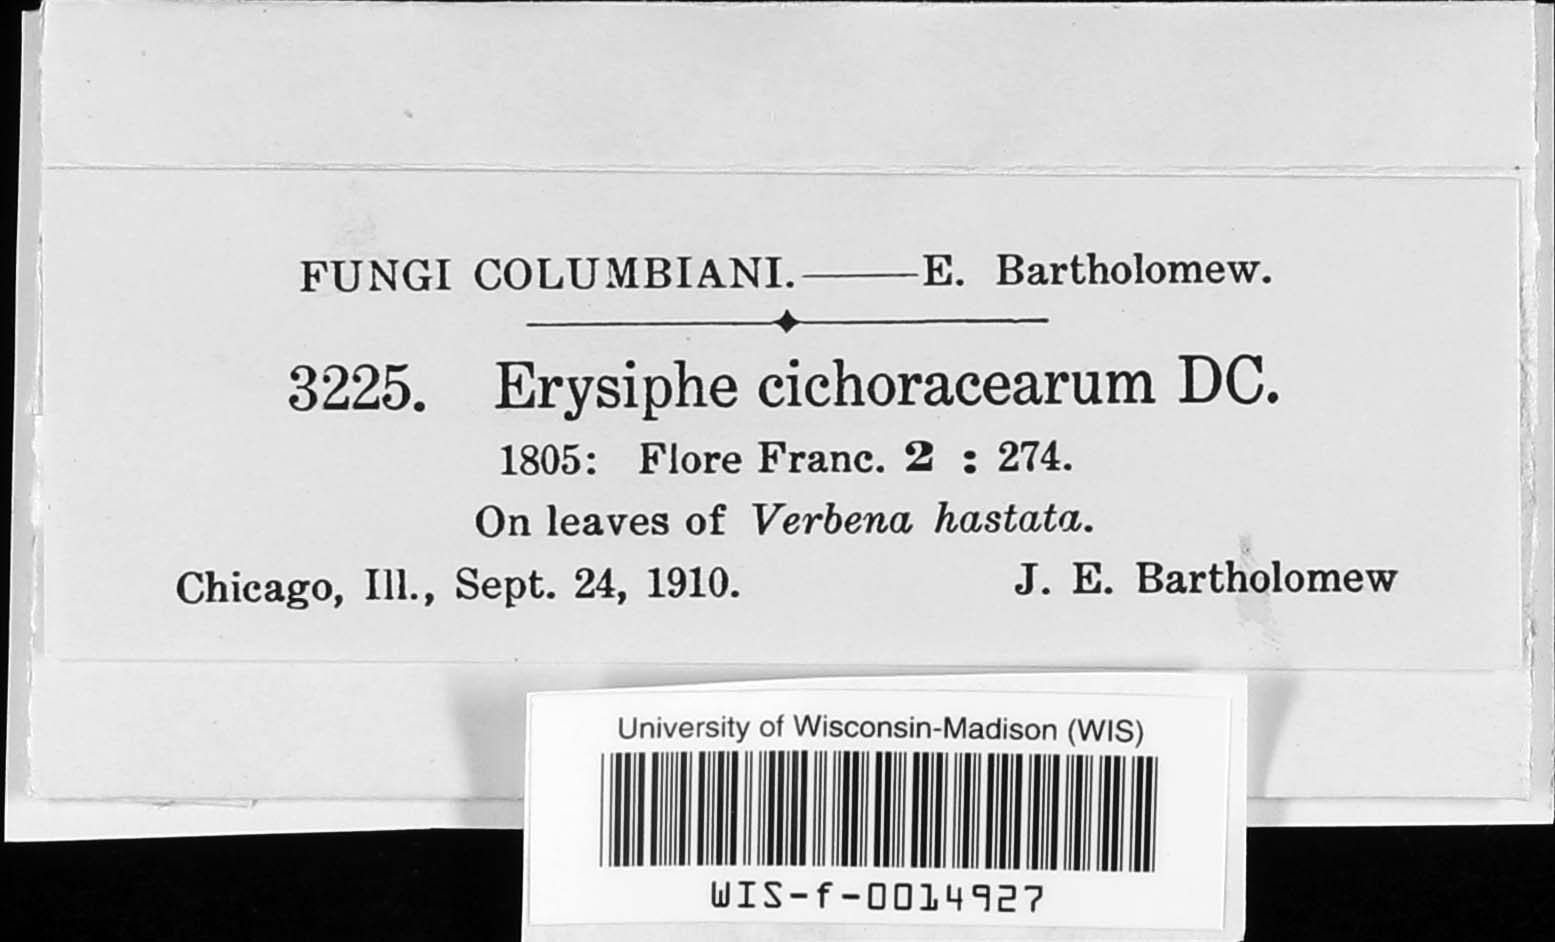 FUNGI COLUMBIANI.——E. Bartholomew.
3225. Erysiphe cichoracearum DC.
1805: Flore Franc. 2 : 274.
On leaves of Verbena hastata.
Chicago, Ill., Sept. 24, 1910. J. E. Bartholomew
University of Wisconsin-Madison (WIS)
WIS-f-0014927